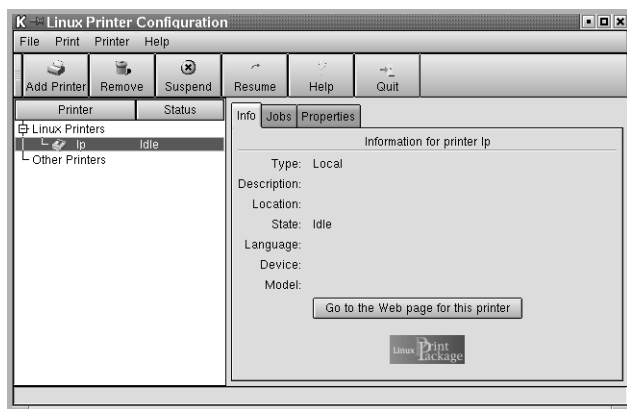 K Linux Printer Configuration
File Print Printer Help
Add Printer Remove Suspend Resume Help Quit
Printer Status
Linux Printers
lp Idle
Other Printers
Info Jobs Properties
Information for printer lp
Type: Local
Description:
Location:
State: Idle
Language:
Device:
Model:
Go to the Web page for this printer
Linux Print Package